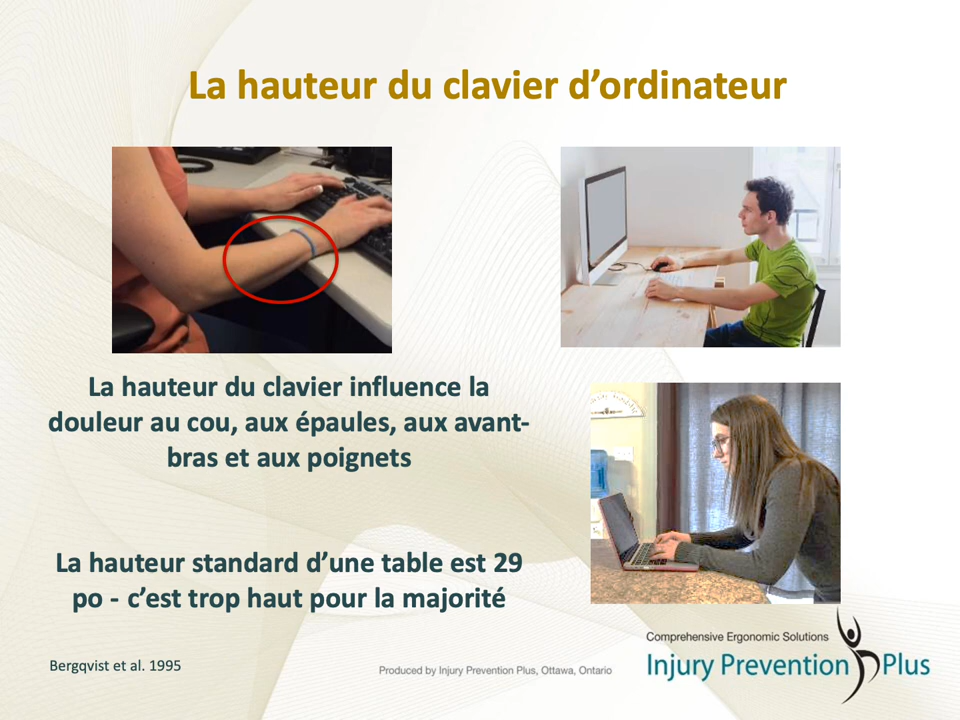 La hauteur du clavier d’ordinateur
La hauteur du clavier influence la
douleur au cou, aux épaules, aux avant-
bras et aux poignets
La hauteur standard d’une table est 29
po - c’est trop haut pour la majorité
Bergqvist et al. 1995
Produced by Injury Prevention Plus, Ottawa, Ontario
Comprehensive Ergonomic Solutions
Injury Prevention Plus